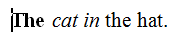 The cat in the hat.